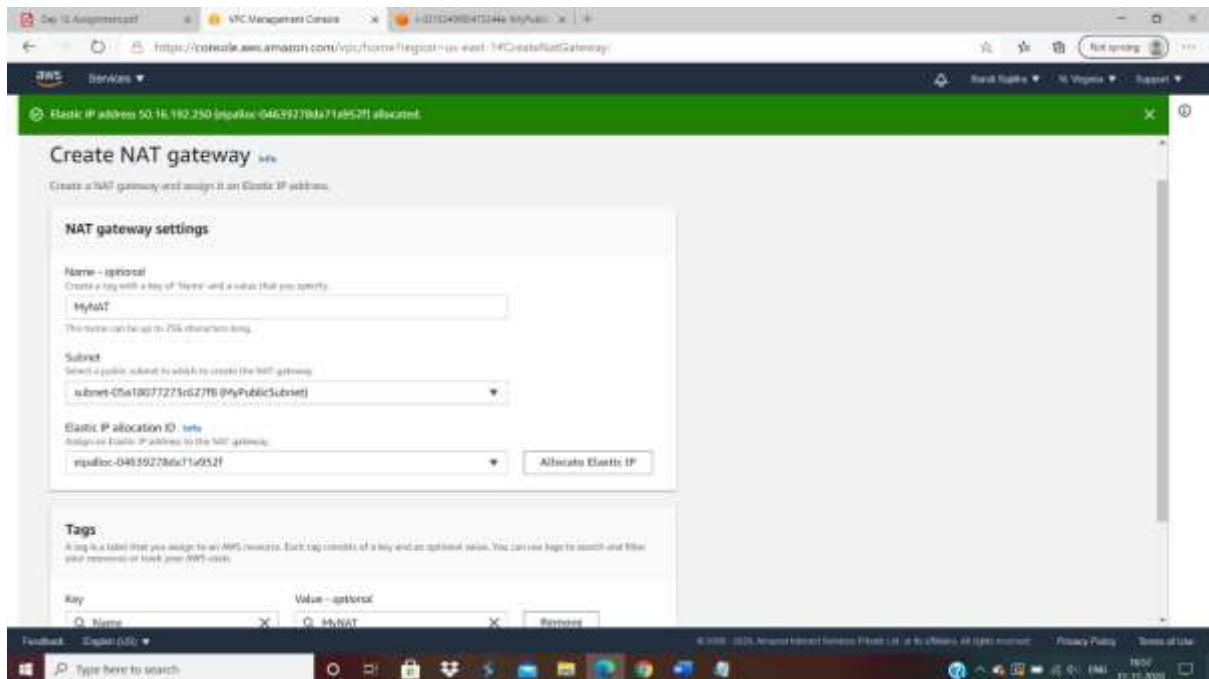 Day 12 Assignment.pdf
VPC Management Console
https://console.aws.amazon.com/vpc/home?region=us-east-1#CreateNatGateway:
Not syncing
aws Services
N. Virginia Support
Elastic IP address 50.16.192.250 allocated.
Create NAT gateway Info
Create a NAT gateway and assign it an Elastic IP address.
NAT gateway settings
Name - optional
Create a tag with a key of 'Name' and a value that you specify.
MyNAT
The name can be up to 256 characters long.
Subnet
Select a public subnet in which to create the NAT gateway.
(MyPublicSubnet)
Elastic IP allocation ID Info
Assign an Elastic IP address to the NAT gateway.
eipalloc-04639278da71a952f
Allocate Elastic IP
Tags
A tag is a label that you assign to an AWS resource. Each tag consists of a key and an optional value. You can use tags to search and filter
your resources or track your AWS costs.
Key Value - optional
Name MyNAT Remove
Feedback English (US) Privacy Policy Terms of Use
Type here to search
ENG